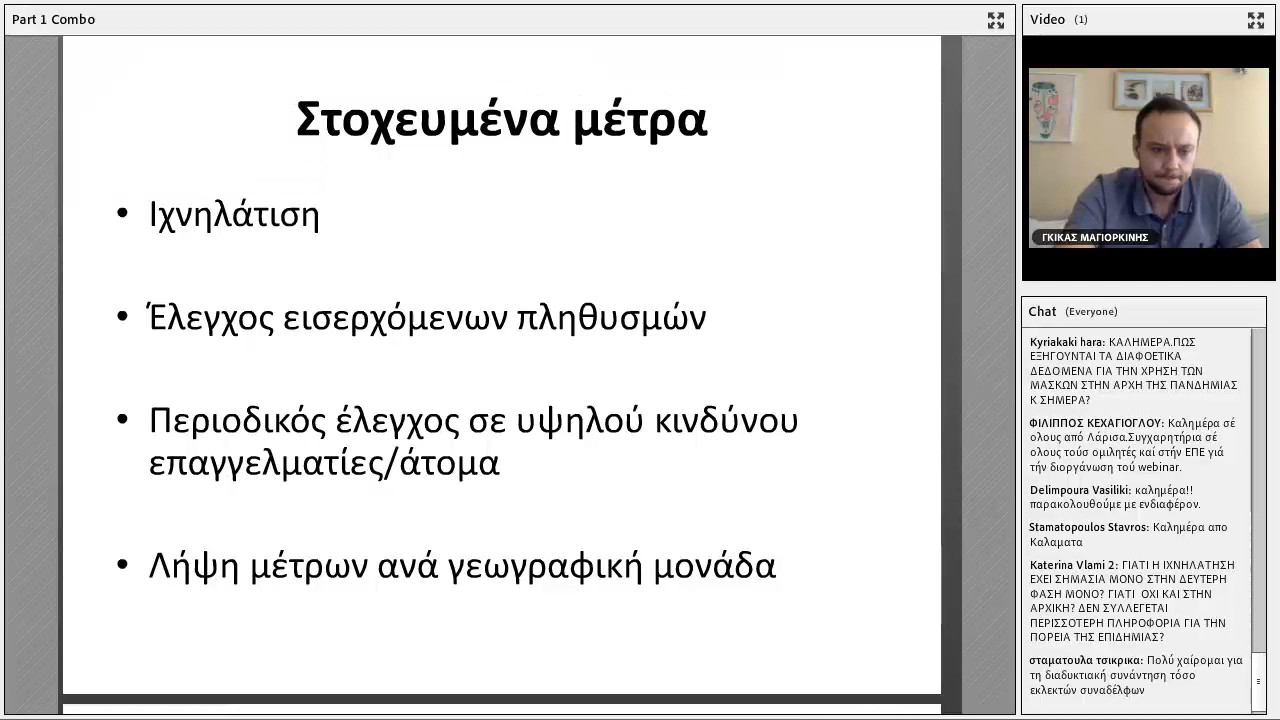 Part 1 Combo
Στοχευμένα μέτρα
• Ιχνηλάτιση
• Έλεγχος εισερχόμενων πληθυσμών
• Περιοδικός έλεγχος σε υψηλού κινδύνου
επαγγελματίες/άτομα
• Λήψη μέτρων ανά γεωγραφική μονάδα
Video (1)
ΓΚΙΚΑΣ ΜΑΓΙΟΡΚΙΝΗΣ
Chat (Everyone)
Kyriakaki hara: ΚΑΛΗΜΕΡΑ.ΠΩΣ
ΕΞΗΓΟΥΝΤΑΙ ΤΑ ΔΙΑΦΟΕΤΙΚΑ
ΔΕΔΟΜΕΝΑ ΓΙΑ ΤΗΝ ΧΡΗΣΗ ΤΩΝ
ΜΑΣΚΩΝ ΣΤΗΝ ΑΡΧΗ ΤΗΣ ΠΑΝΔΗΜΙΑΣ
Κ ΣΗΜΕΡΑ?
ΦΙΛΙΠΠΟΣ ΚΕΧΑΓΙΟΓΛΟΥ: Καλημέρα σέ
ολους από Λάρισα.Συγχαρητήρια σέ
ολους τούσ ομιλητές και στήν ΕΠΕ γιά
τήν διοργάνωση τού webinar.
Delimpoura Vasiliki: καλημέρα!!
παρακολουθούμε με ενδιαφέρον.
Stamatopoulos Stavros: Καλημέρα απο
Καλαματα
Katerina Vlami 2: ΓΙΑΤΙ Η ΙΧΝΗΛΑΤΗΣΗ
ΕΧΕΙ ΣΗΜΑΣΙΑ ΜΟΝΟ ΣΤΗΝ ΔΕΥΤΕΡΗ
ΦΑΣΗ ΜΟΝΟ? ΓΙΑΤΙ ΟΧΙ ΚΑΙ ΣΤΗΝ
ΑΡΧΙΚΗ? ΔΕΝ ΣΥΛΛΕΓΕΤΑΙ
ΠΕΡΙΣΣΟΤΕΡΗ ΠΛΗΡΟΦΟΡΙΑ ΓΙΑ ΤΗΝ
ΠΟΡΕΙΑ ΤΗΣ ΕΠΙΔΗΜΙΑΣ?
σταματουλα τσικρικα: Πολύ χαίρομαι για
τη διαδυκτιακή συνάντηση τόσο
εκλεκτών συναδέλφων